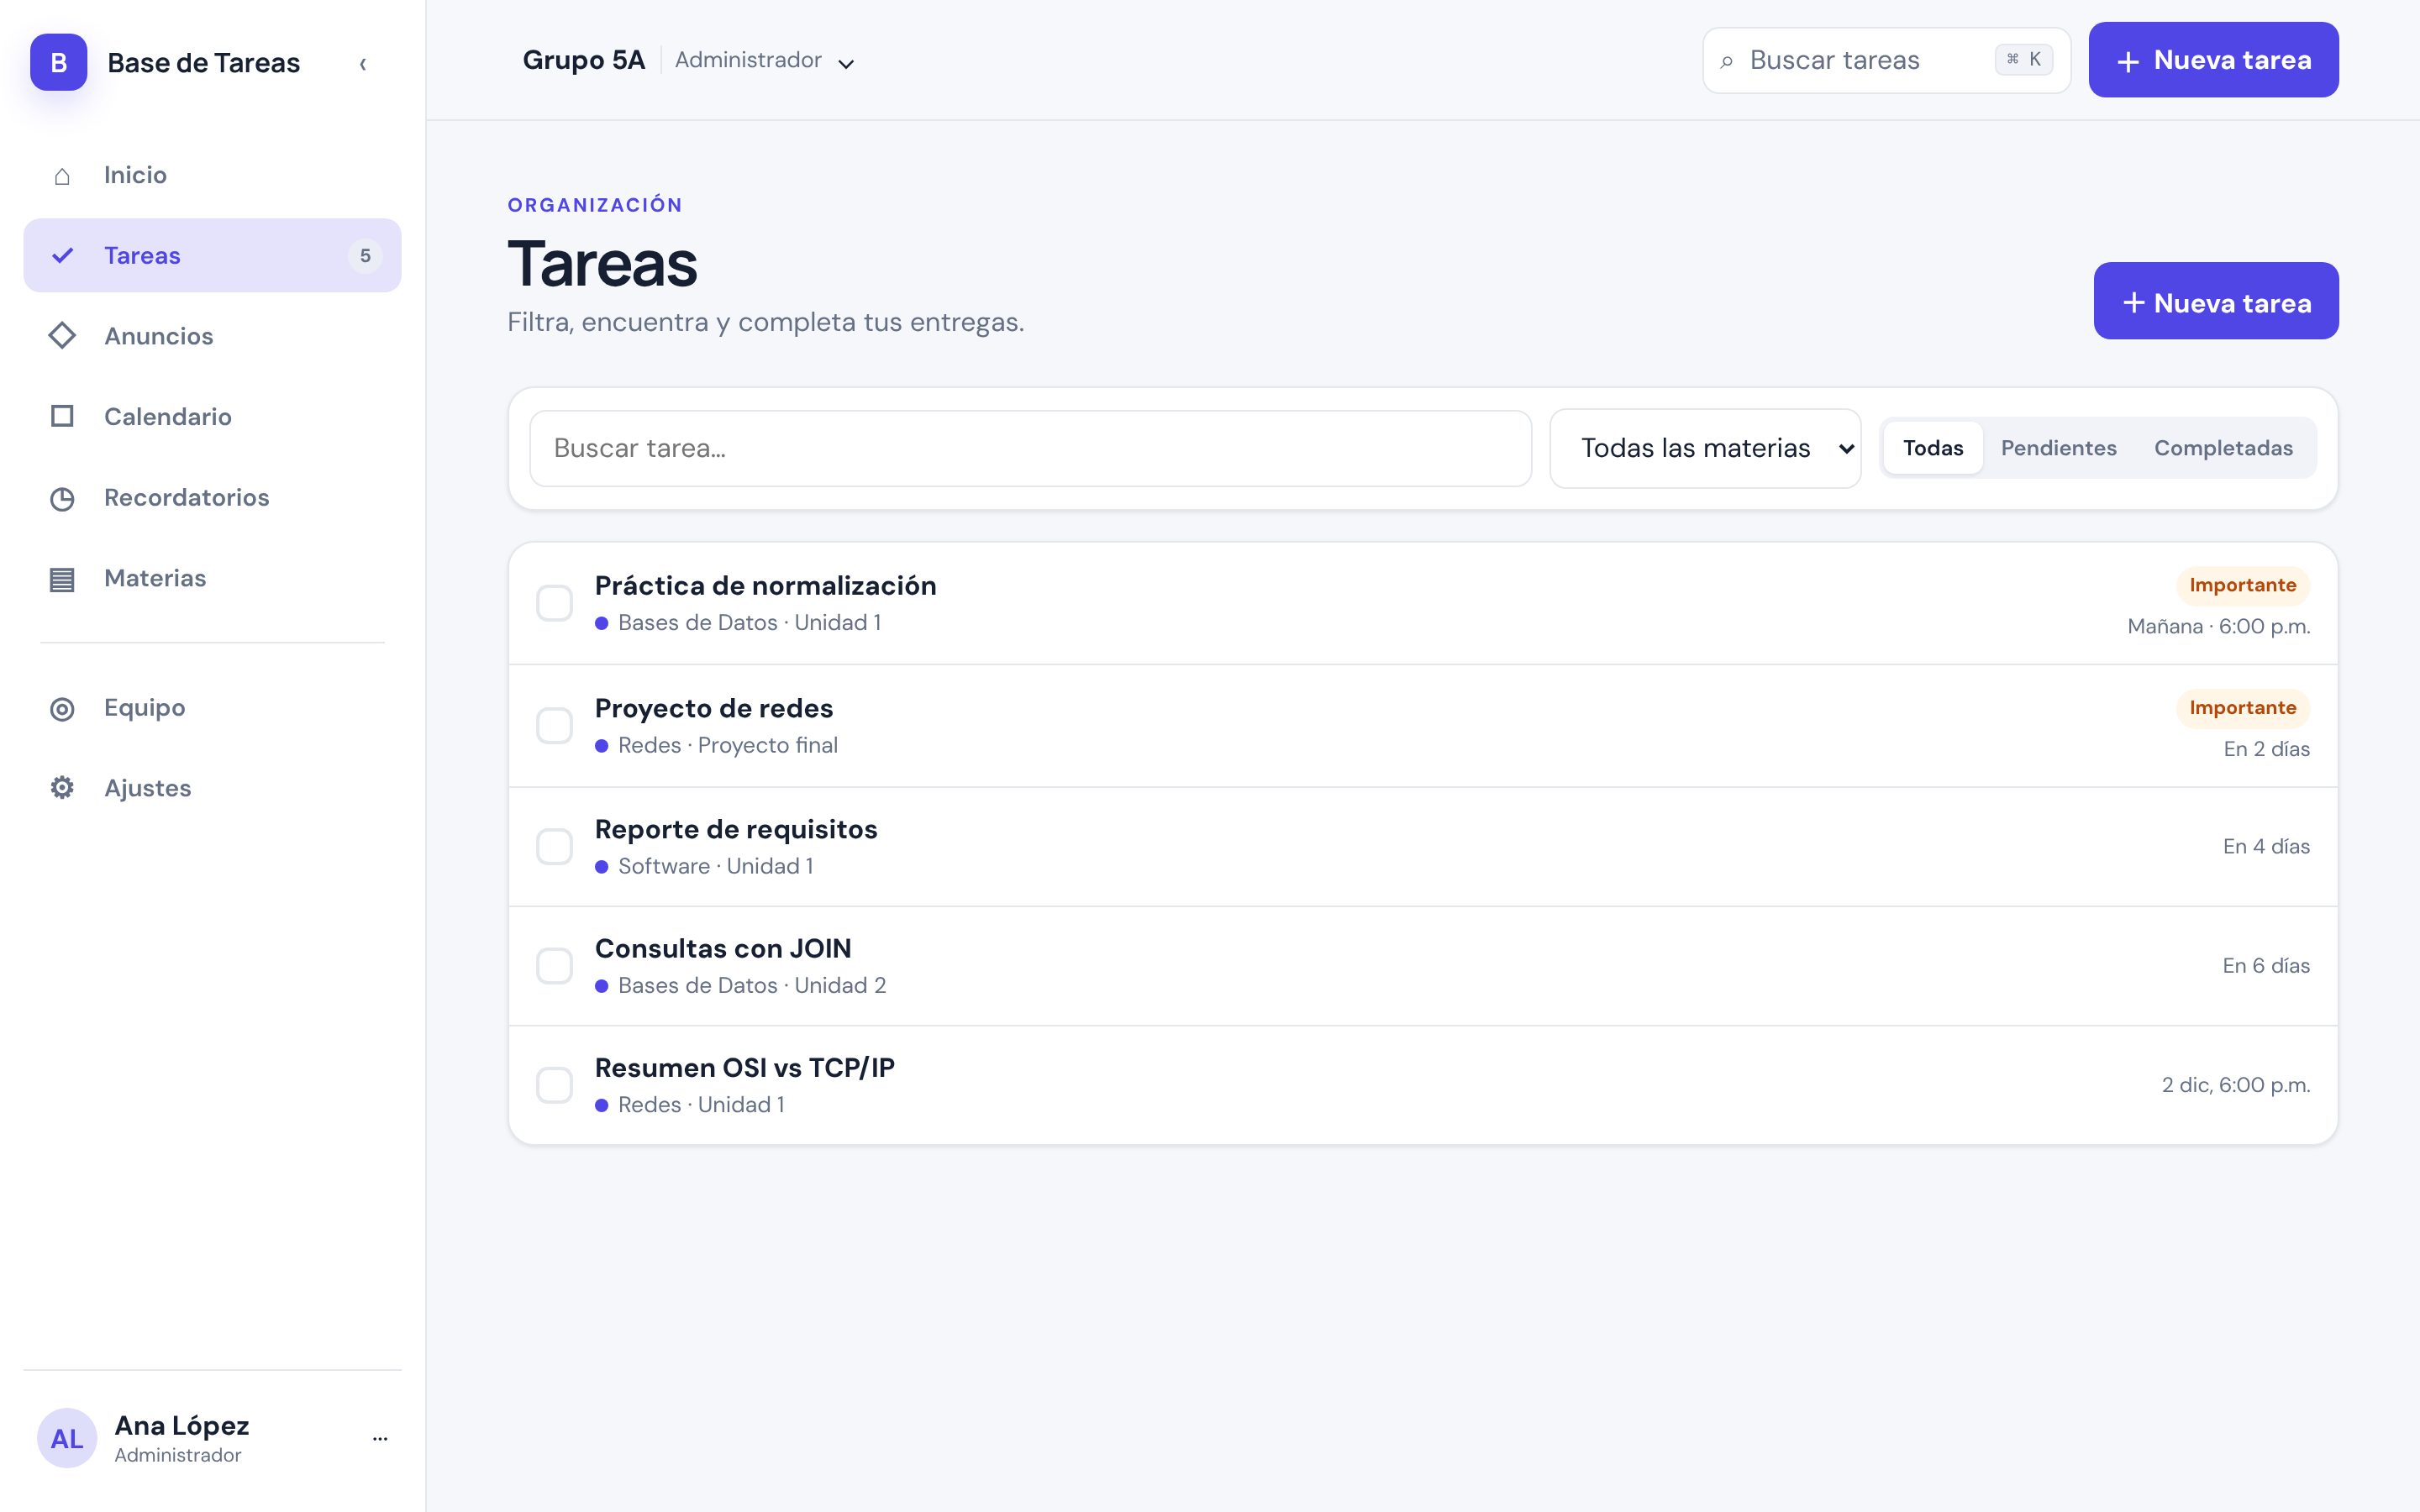 B Base de Tareas
Inicio
Tareas 5
Anuncios
Calendario
Recordatorios
Materias
Equipo
Ajustes
AL Ana López
Administrador
Grupo 5A Administrador
Buscar tareas ⌘ K
+ Nueva tarea
ORGANIZACIÓN
Tareas
Filtra, encuentra y completa tus entregas.
+ Nueva tarea
Buscar tarea...
Todas las materias
Todas Pendientes Completadas
Práctica de normalización
Bases de Datos · Unidad 1
Importante
Mañana · 6:00 p.m.
Proyecto de redes
Redes · Proyecto final
Importante
En 2 días
Reporte de requisitos
Software · Unidad 1
En 4 días
Consultas con JOIN
Bases de Datos · Unidad 2
En 6 días
Resumen OSI vs TCP/IP
Redes · Unidad 1
2 dic, 6:00 p.m.